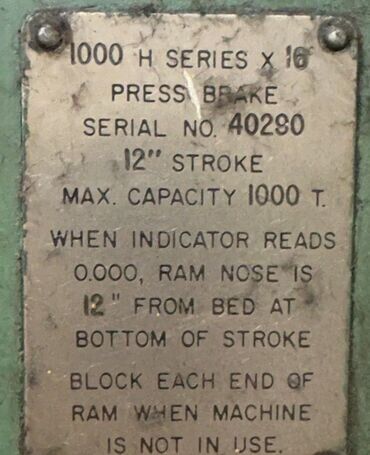 1000 H SERIES X 16
PRESS BRAKE
SERIAL NO. 40280
12" STROKE
MAX. CAPACITY 1000 T.
WHEN INDICATOR READS
0.000, RAM NOSE IS
12" FROM BED AT
BOTTOM OF STROKE
BLOCK EACH END OF
RAM WHEN MACHINE
IS NOT IN USE.